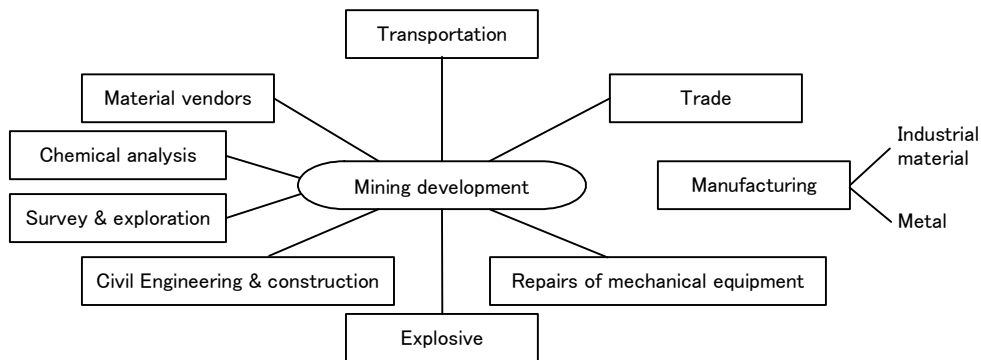 Transportation
Material vendors
Trade
Chemical analysis
Industrial
material
Mining development
Manufacturing
Survey & exploration
Metal
Civil Engineering & construction
Repairs of mechanical equipment
Explosive